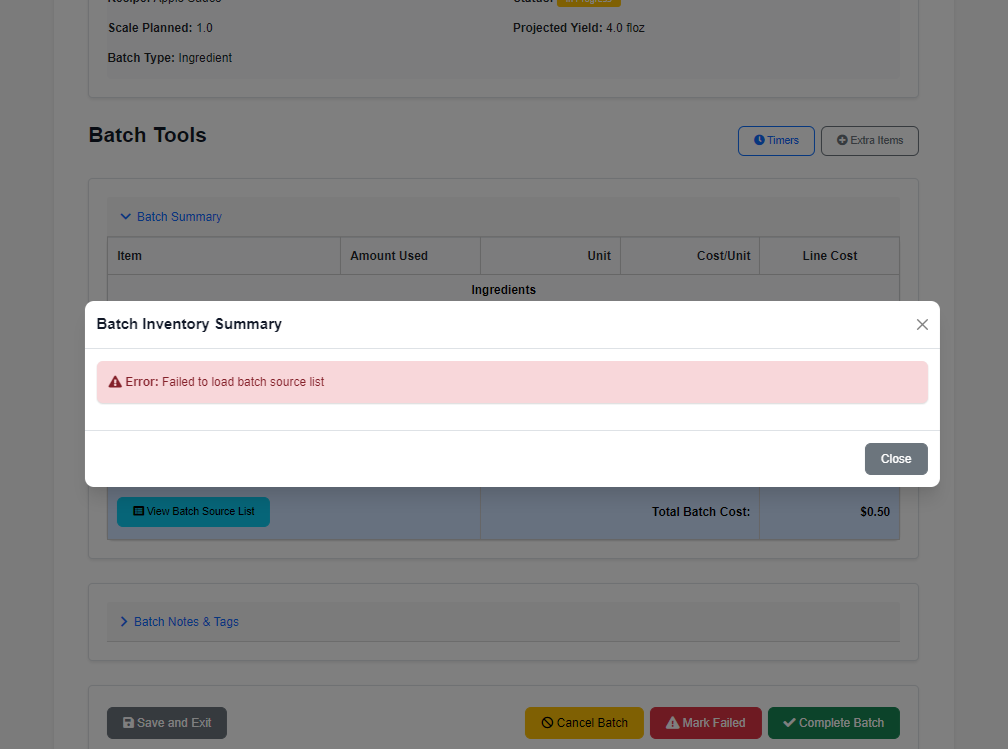 Recipe: Apple Sauce
Status: In Progress
Scale Planned: 1.0
Projected Yield: 4.0 floz
Batch Type: Ingredient
Batch Tools
Timers
Extra Items
Batch Summary
Item Amount Used Unit Cost/Unit Line Cost
Ingredients
Batch Inventory Summary
Error: Failed to load batch source list
Close
View Batch Source List
Total Batch Cost: $0.50
Batch Notes & Tags
Save and Exit
Cancel Batch
Mark Failed
Complete Batch